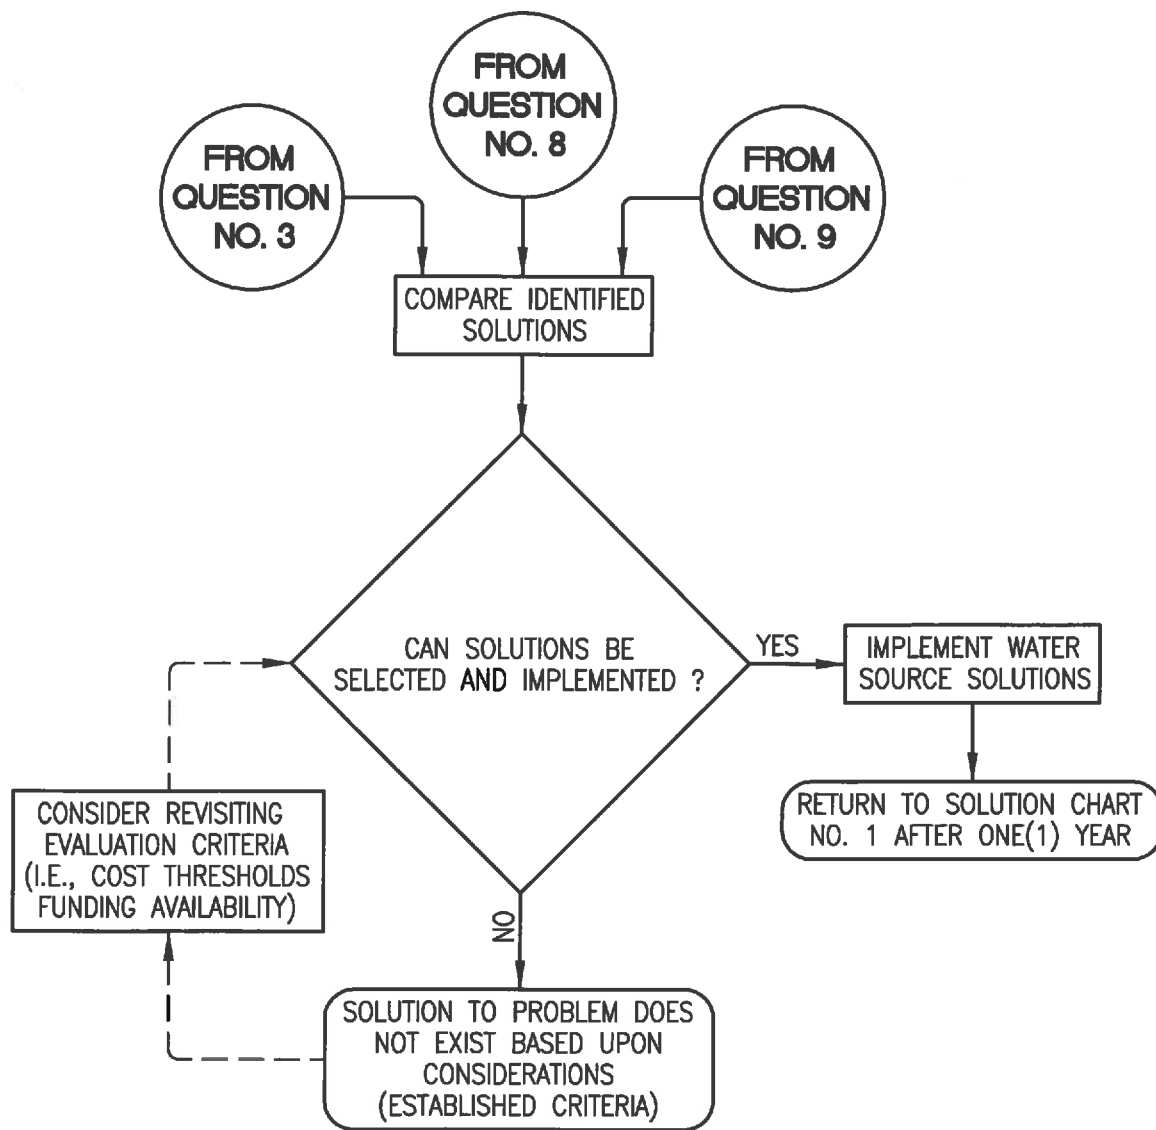 FROM
QUESTION
NO. 3
FROM
QUESTION
NO. 8
FROM
QUESTION
NO. 9
COMPARE IDENTIFIED
SOLUTIONS
CAN SOLUTIONS BE
SELECTED AND IMPLEMENTED ?
YES
IMPLEMENT WATER
SOURCE SOLUTIONS
RETURN TO SOLUTION CHART
NO. 1 AFTER ONE(1) YEAR
NO
SOLUTION TO PROBLEM DOES
NOT EXIST BASED UPON
CONSIDERATIONS
(ESTABLISHED CRITERIA)
CONSIDER REVISITING
EVALUATION CRITERIA
(I.E., COST THRESHOLDS
FUNDING AVAILABILITY)